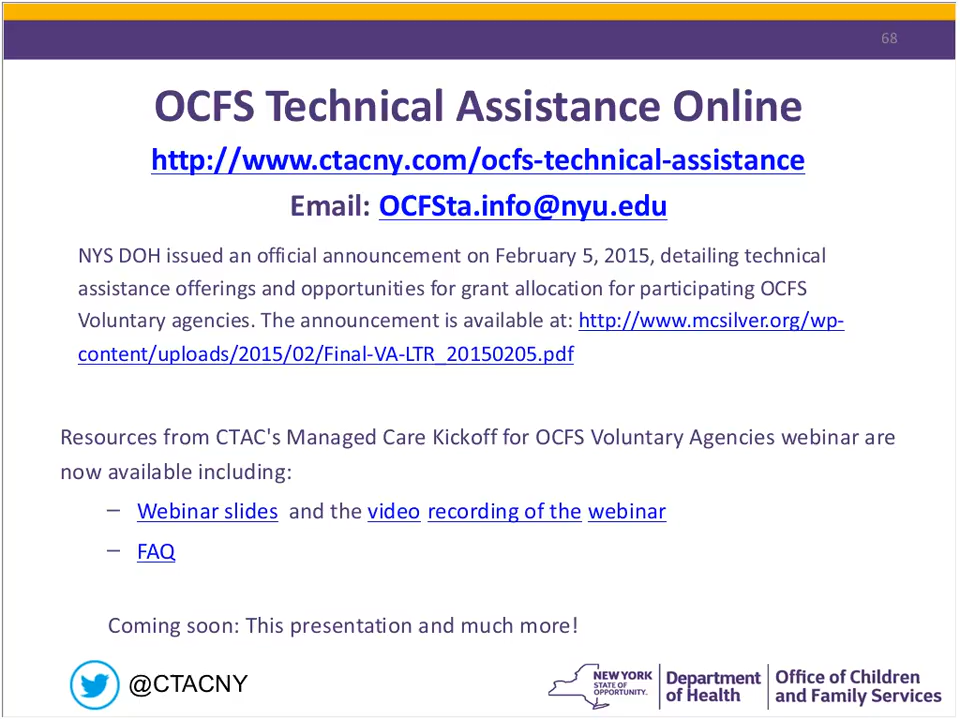 68
OCFS Technical Assistance Online
http://www.ctacny.com/ocfs-technical-assistance
Email: OCFSta.info@nyu.edu
NYS DOH issued an official announcement on February 5, 2015, detailing technical
assistance offerings and opportunities for grant allocation for participating OCFS
Voluntary agencies. The announcement is available at: http://www.mcsilver.org/wp-
content/uploads/2015/02/Final-VA-LTR_20150205.pdf
Resources from CTAC's Managed Care Kickoff for OCFS Voluntary Agencies webinar are
now available including:
– Webinar slides and the video recording of the webinar
– FAQ
Coming soon: This presentation and much more!
@CTACNY
NEW YORK
STATE OF
OPPORTUNITY.
Department
of Health
Office of Children
and Family Services